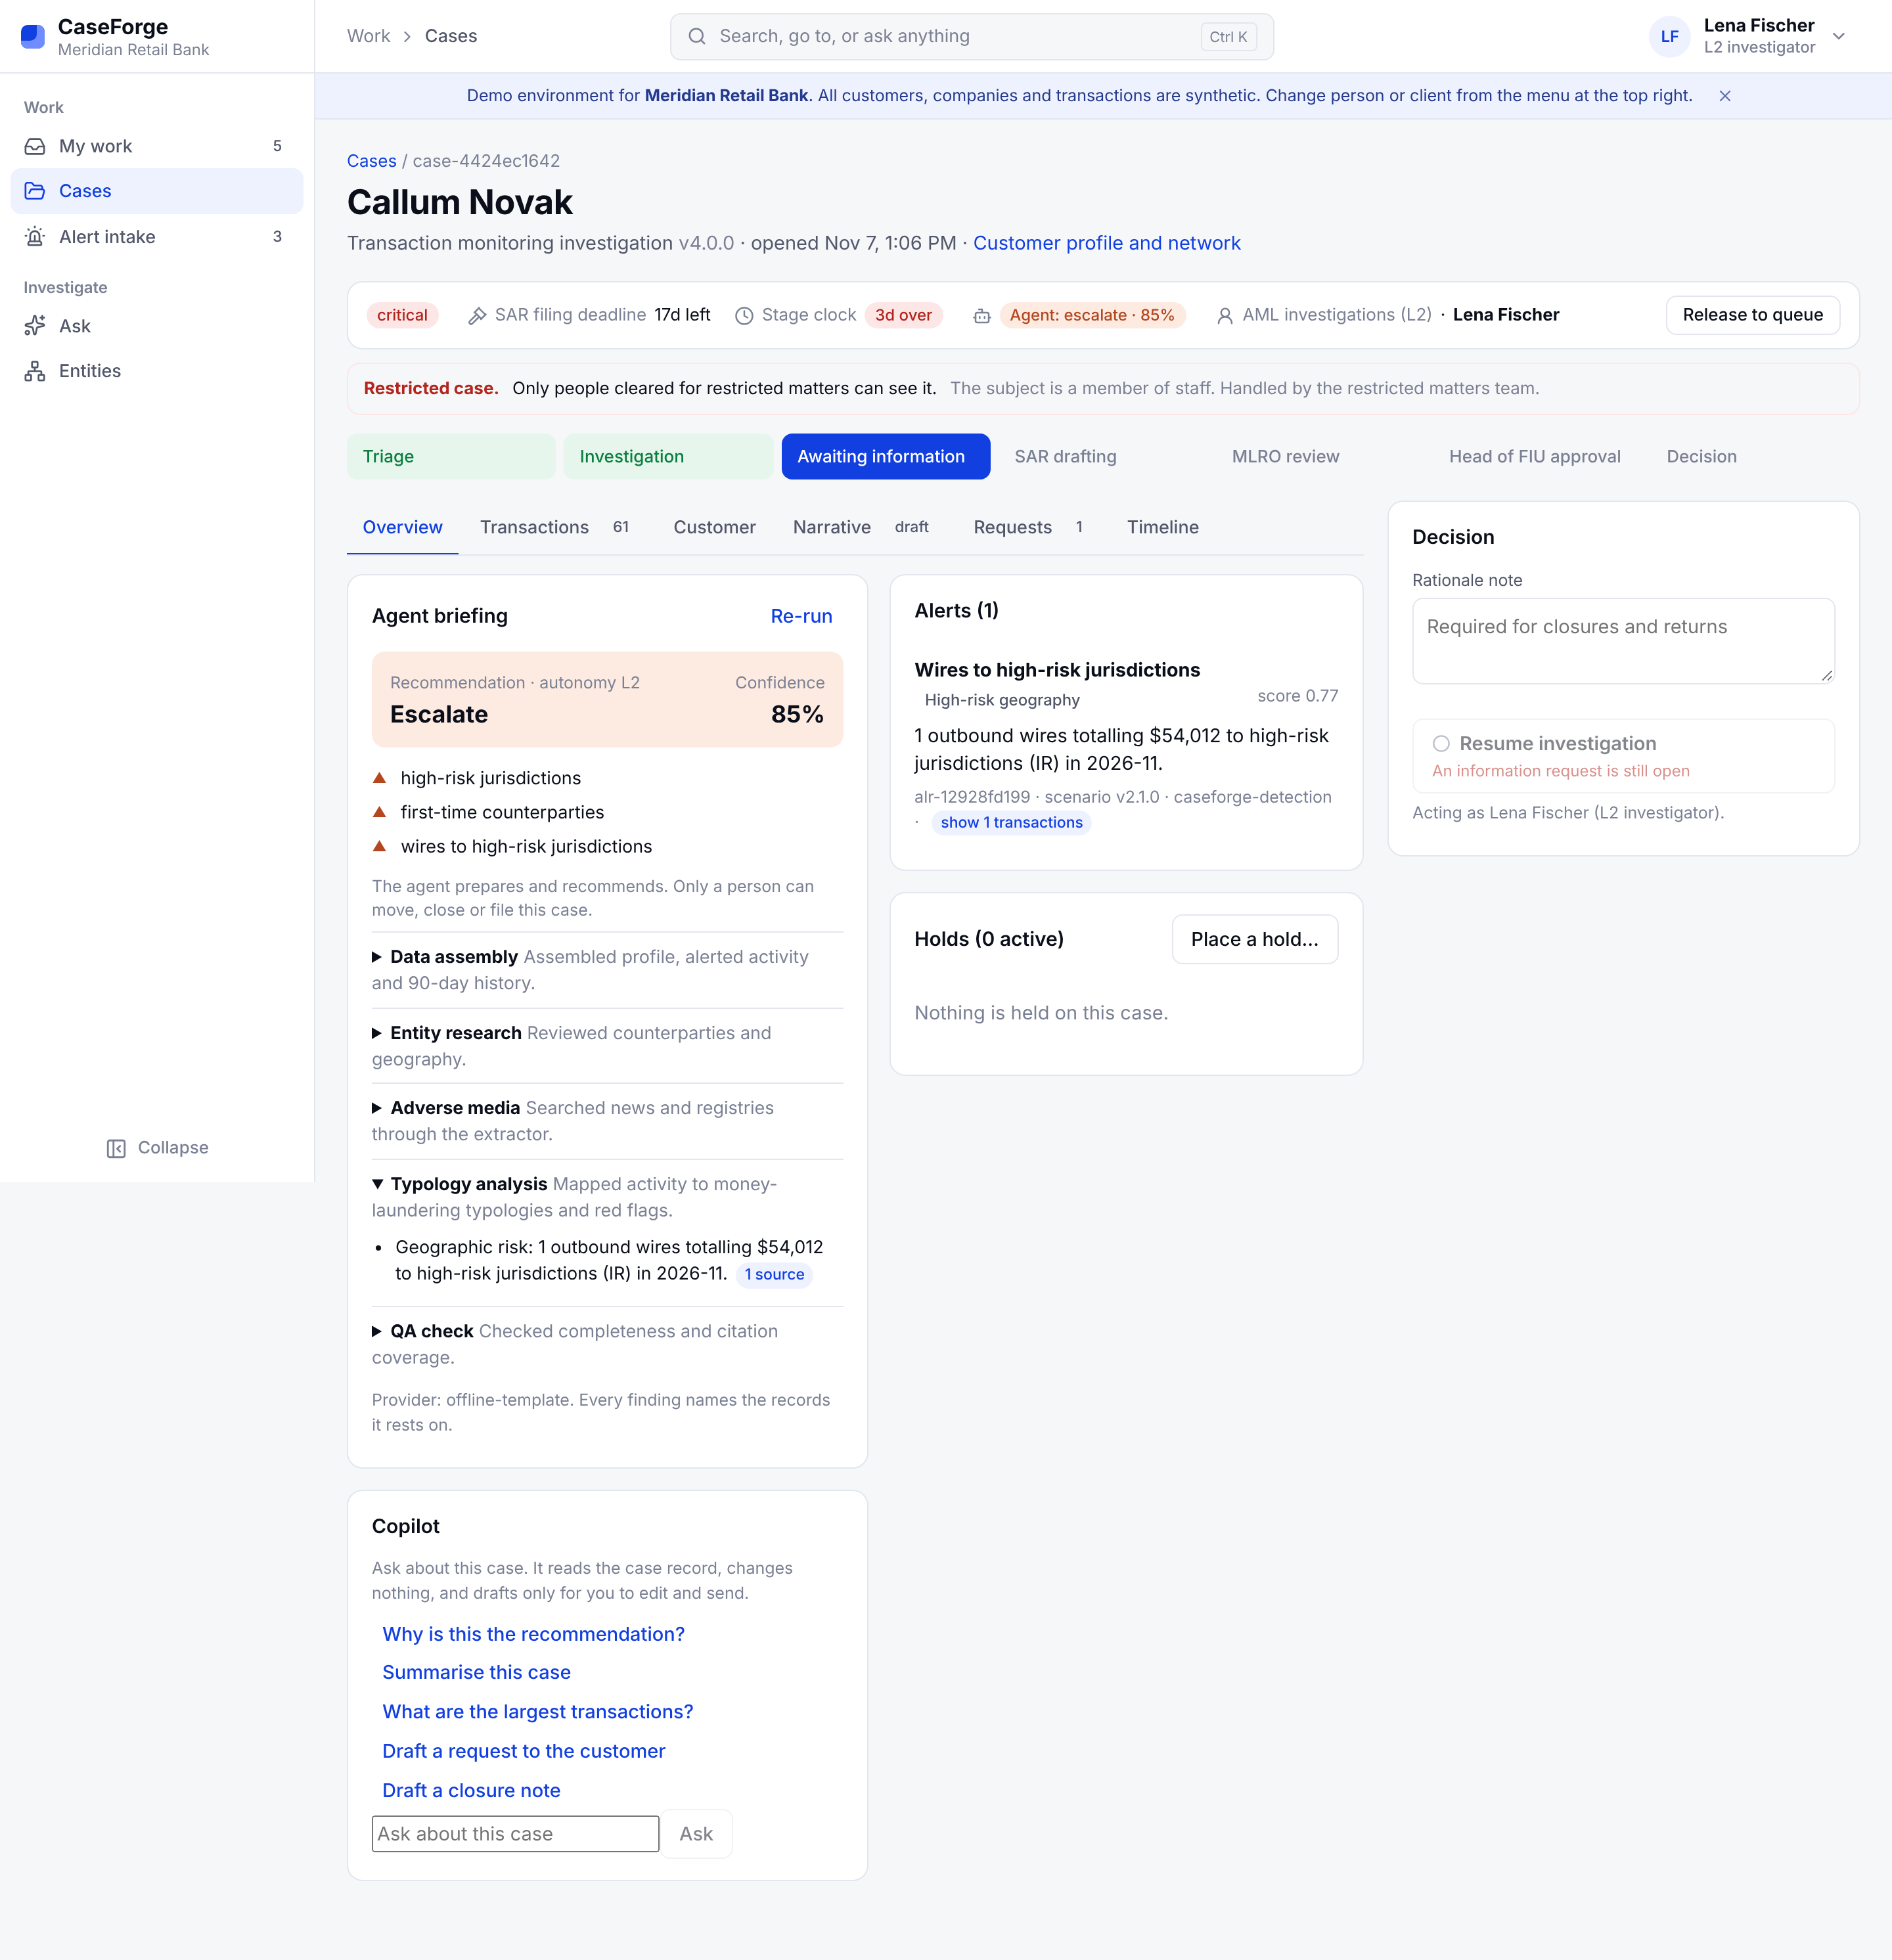 CaseForge
Meridian Retail Bank
Work
My work 5
Cases
Alert intake 3
Investigate
Ask
Entities
Collapse
Work > Cases
Search, go to, or ask anything Ctrl K
LF
Lena Fischer
L2 investigator
Demo environment for Meridian Retail Bank. All customers, companies and transactions are synthetic. Change person or client from the menu at the top right.
Cases / case-4424ec1642
Callum Novak
Transaction monitoring investigation v4.0.0 · opened Nov 7, 1:06 PM · Customer profile and network
critical SAR filing deadline 17d left Stage clock 3d over Agent: escalate · 85% AML investigations (L2) · Lena Fischer Release to queue
Restricted case. Only people cleared for restricted matters can see it. The subject is a member of staff. Handled by the restricted matters team.
Triage Investigation Awaiting information SAR drafting MLRO review Head of FIU approval Decision
Overview Transactions 61 Customer Narrative draft Requests 1 Timeline
Agent briefing Re-run
Recommendation · autonomy L2 Confidence
Escalate 85%
high-risk jurisdictions
first-time counterparties
wires to high-risk jurisdictions
The agent prepares and recommends. Only a person can
move, close or file this case.
Data assembly Assembled profile, alerted activity
and 90-day history.
Entity research Reviewed counterparties and
geography.
Adverse media Searched news and registries
through the extractor.
Typology analysis Mapped activity to money-
laundering typologies and red flags.
• Geographic risk: 1 outbound wires totalling $54,012
to high-risk jurisdictions (IR) in 2026-11. 1 source
QA check Checked completeness and citation
coverage.
Provider: offline-template. Every finding names the records
it rests on.
Copilot
Ask about this case. It reads the case record, changes
nothing, and drafts only for you to edit and send.
Why is this the recommendation?
Summarise this case
What are the largest transactions?
Draft a request to the customer
Draft a closure note
Ask about this case Ask
Alerts (1)
Wires to high-risk jurisdictions
High-risk geography score 0.77
1 outbound wires totalling $54,012 to high-risk
jurisdictions (IR) in 2026-11.
alr-12928fd199 · scenario v2.1.0 · caseforge-detection
· show 1 transactions
Holds (0 active) Place a hold...
Nothing is held on this case.
Decision
Rationale note
Required for closures and returns
Resume investigation
An information request is still open
Acting as Lena Fischer (L2 investigator).